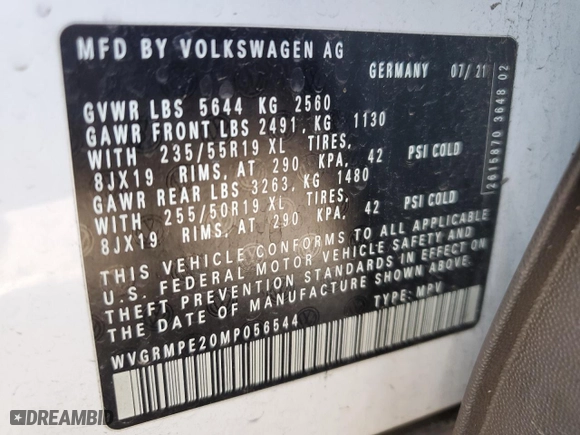 MFD BY VOLKSWAGEN AG
GERMANY 07/21
GVWR LBS 5644 KG 2560
GAWR FRONT LBS 2491, KG 1130
WITH 235/55R19 XL TIRES,
8JX19 RIMS, AT 290 KPA, 42 PSI COLD
GAWR REAR LBS 3263, KG 1480
WITH 255/50R19 XL TIRES,
8JX19 RIMS, AT 290 KPA, 42 PSI COLD
THIS VEHICLE CONFORMS TO ALL APPLICABLE
U.S. FEDERAL MOTOR VEHICLE SAFETY AND
THEFT PREVENTION STANDARDS IN EFFECT ON
THE DATE OF MANUFACTURE SHOWN ABOVE.
WVGRMPE20MP056544 TYPE: MPV
2615870 3648 02
DREAMBID